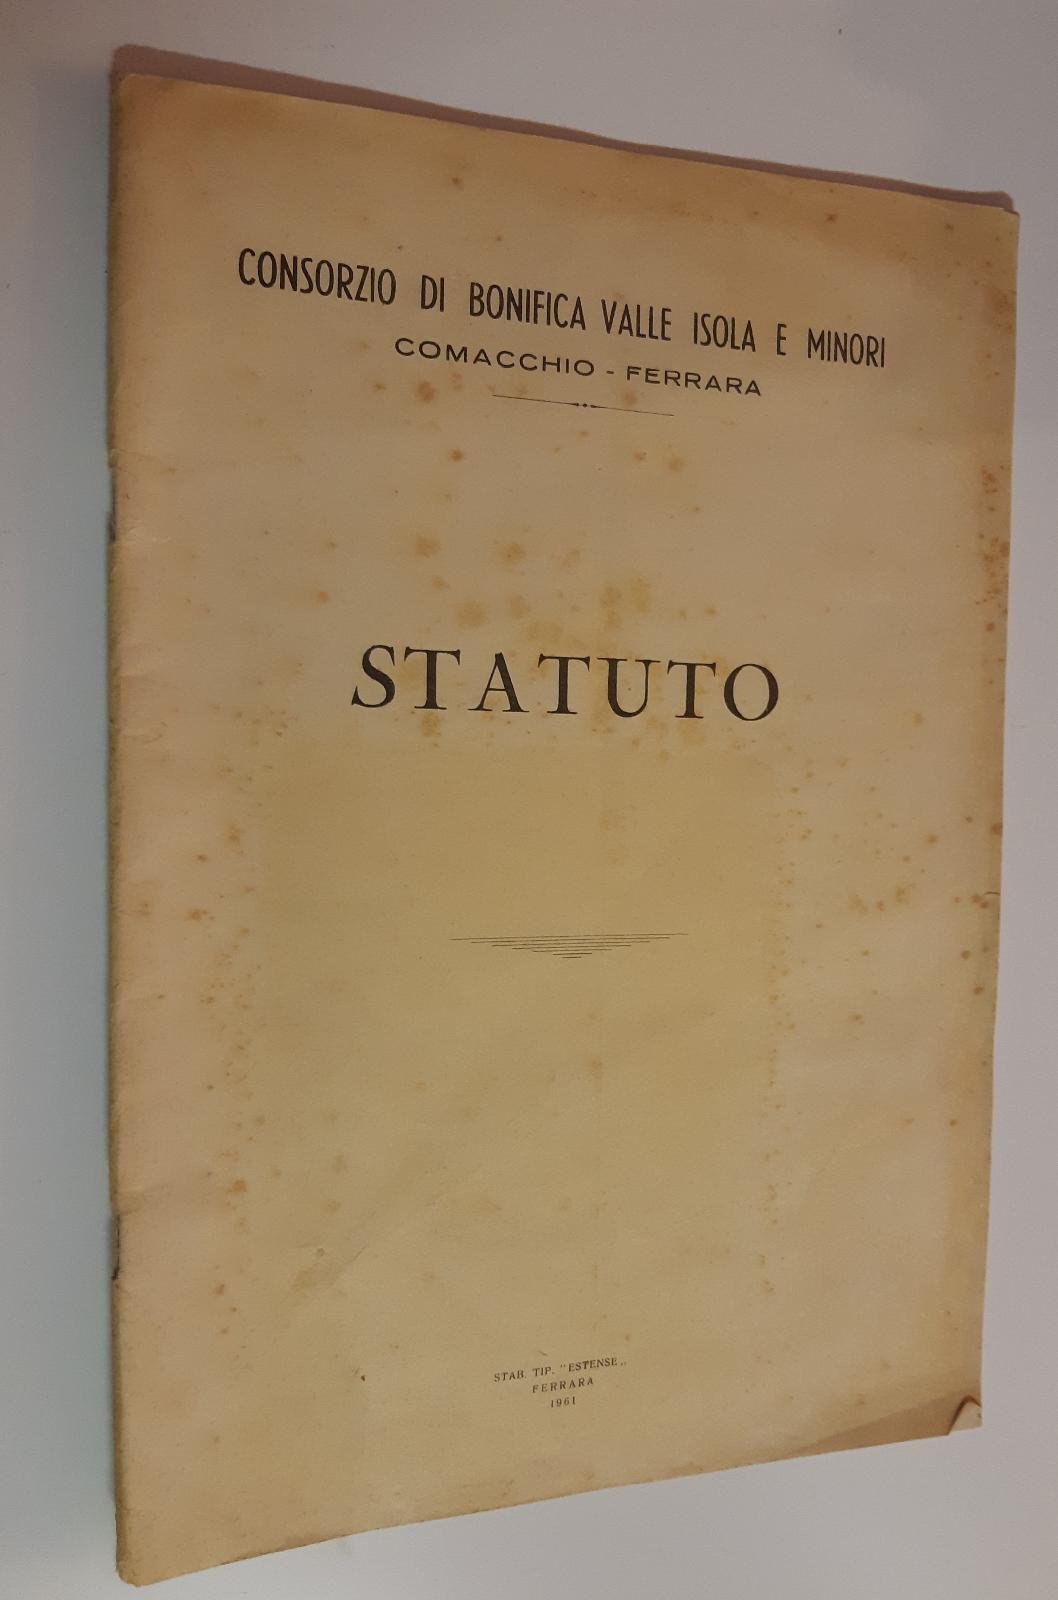 CONSORZIO DI BONIFICA VALLE ISOLA E MINORI
COMACCHIO - FERRARA
STATUTO
STAB. TIP. "ESTENSE„
FERRARA
1961